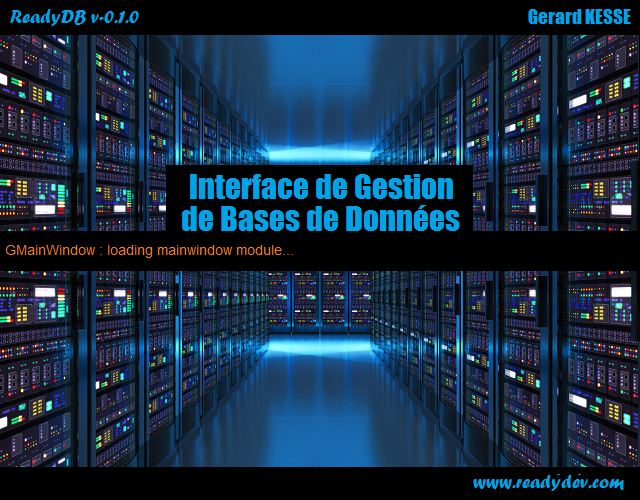 ReadyDB v-0.1.0
Gerard KESSE
Interface de Gestion
de Bases de Données
GMainWindow : loading mainwindow module...
www.readydev.com